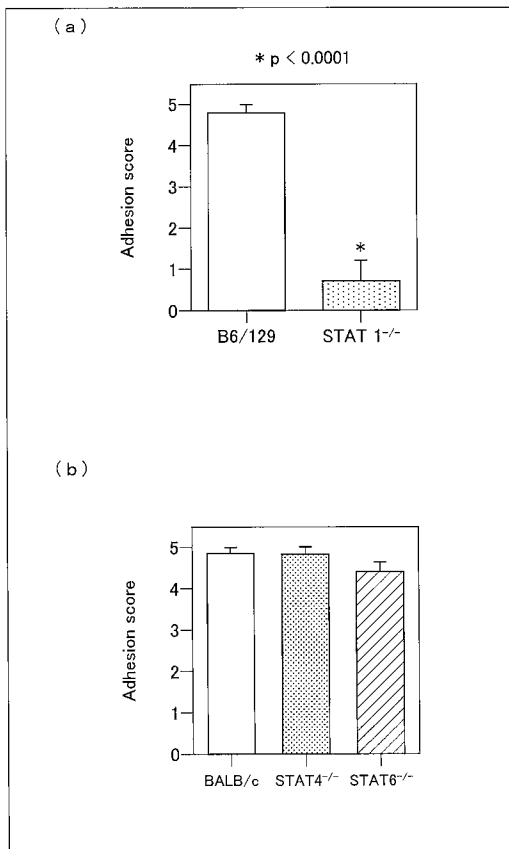 (a)
* p < 0.0001
Adhesion score
5
4
3
2
1
0
*
B6/129 STAT 1⁻/⁻
(b)
Adhesion score
5
4
3
2
1
0
BALB/c STAT4⁻/⁻ STAT6⁻/⁻